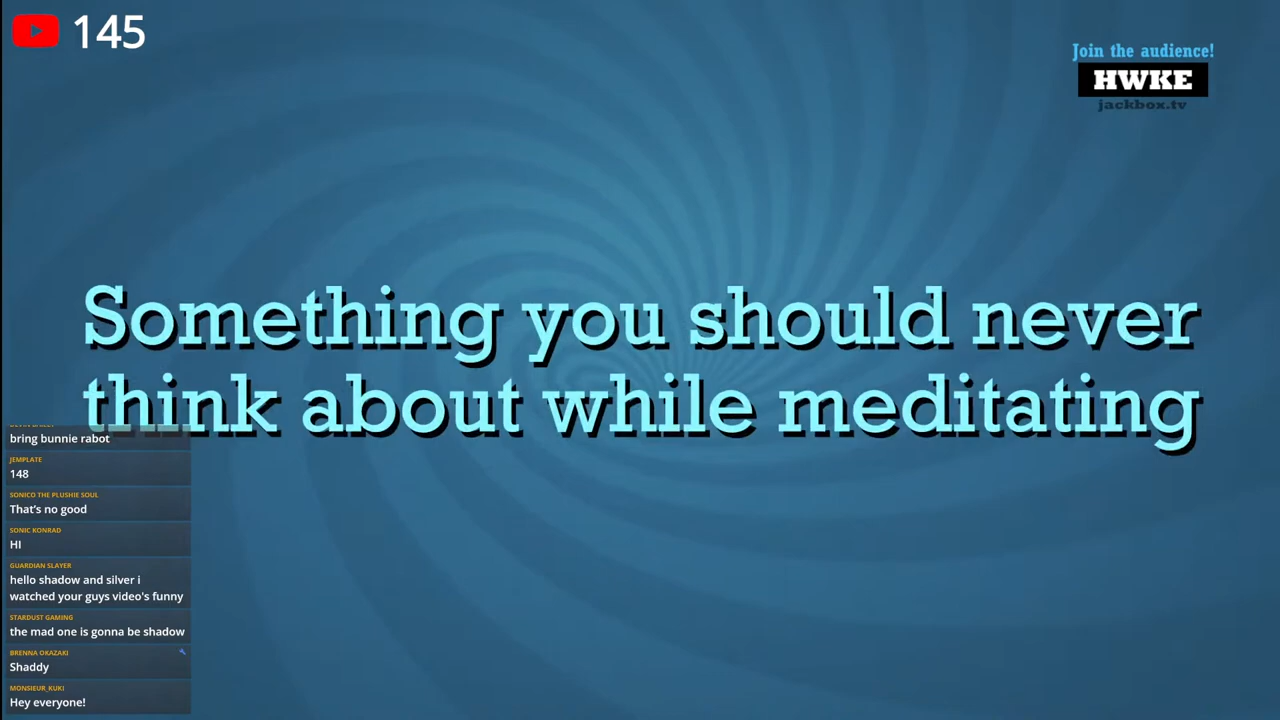 145
Join the audience!
HWKE
jackbox.tv
Something you should never
think about while meditating
bring bunnie rabot
JEMPLATE
148
SONICO THE PLUSHIE SOUL
That's no good
SONIC KONRAD
HI
GUARDIAN SLAYER
hello shadow and silver i
watched your guys video's funny
STARDUST GAMING
the mad one is gonna be shadow
BRENNA OKAZAKI
Shaddy
MONSIEUR_KUKI
Hey everyone!